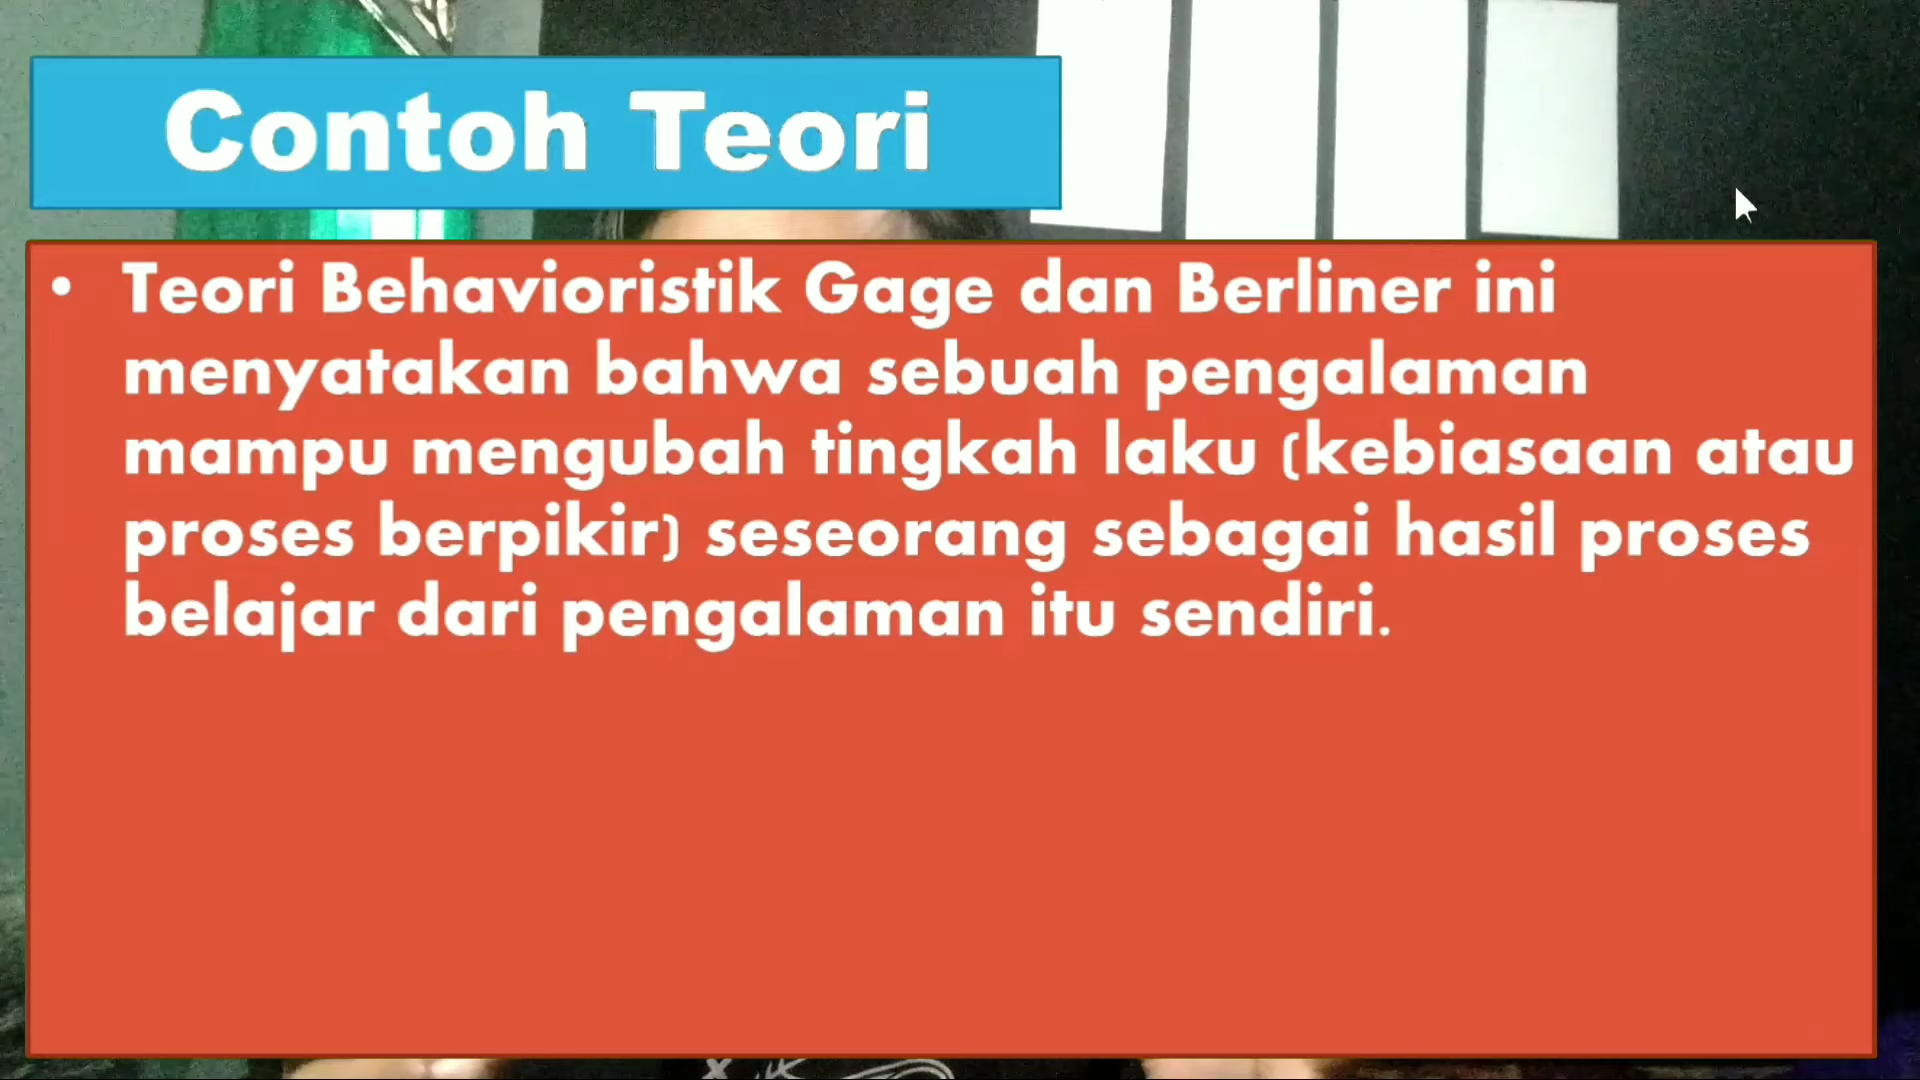 Contoh Teori
• Teori Behavioristik Gage dan Berliner ini
menyatakan bahwa sebuah pengalaman
mampu mengubah tingkah laku (kebiasaan atau
proses berpikir) seseorang sebagai hasil proses
belajar dari pengalaman itu sendiri.